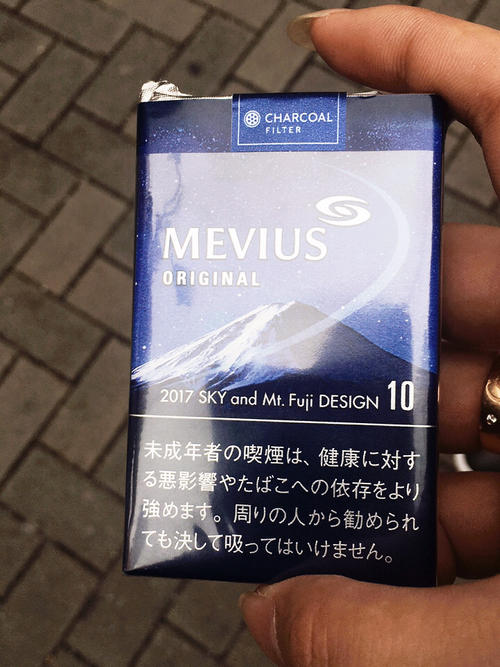 CHARCOAL
FILTER
MEVIUS
ORIGINAL
2017 SKY and Mt. Fuji DESIGN 10
未成年者の喫煙は、健康に対す
る悪影響やたばこへの依存をより
強めます。周りの人から勧められ
ても決して吸ってはいけません。